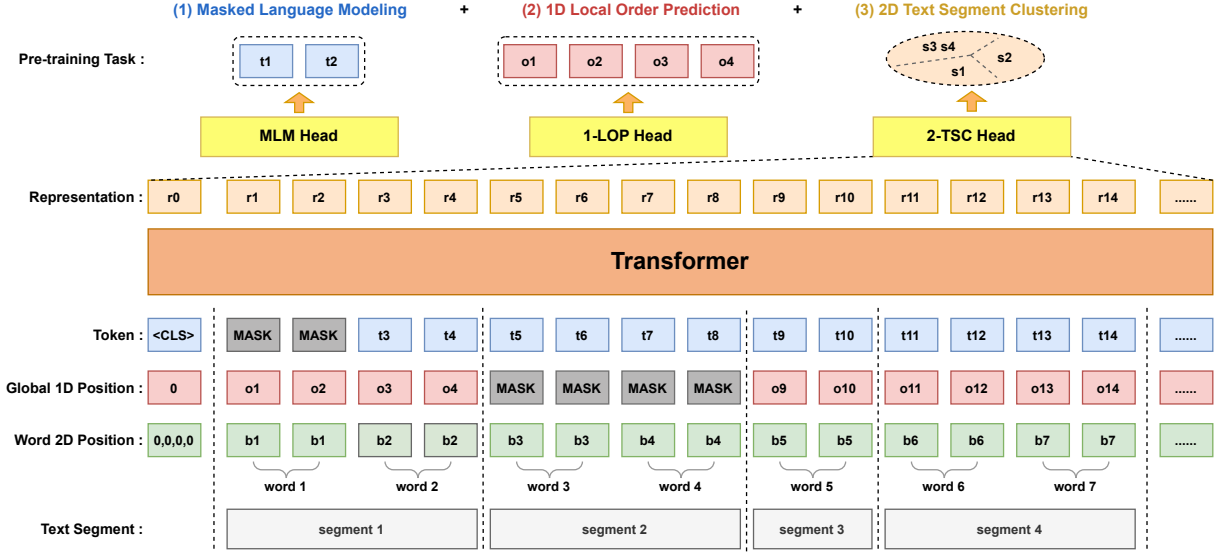 (1) Masked Language Modeling + (2) 1D Local Order Prediction + (3) 2D Text Segment Clustering
Pre-training Task : t1 t2 o1 o2 o3 o4 s3 s4 s2 s1
MLM Head 1-LOP Head 2-TSC Head
Representation : r0 r1 r2 r3 r4 r5 r6 r7 r8 r9 r10 r11 r12 r13 r14 ......
Transformer
Token : <CLS> MASK MASK t3 t4 t5 t6 t7 t8 t9 t10 t11 t12 t13 t14 ......
Global 1D Position : 0 o1 o2 o3 o4 MASK MASK MASK MASK o9 o10 o11 o12 o13 o14 ......
Word 2D Position : 0,0,0,0 b1 b1 b2 b2 b3 b3 b4 b4 b5 b5 b6 b6 b7 b7 ......
word 1 word 2 word 3 word 4 word 5 word 6 word 7
Text Segment : segment 1 segment 2 segment 3 segment 4